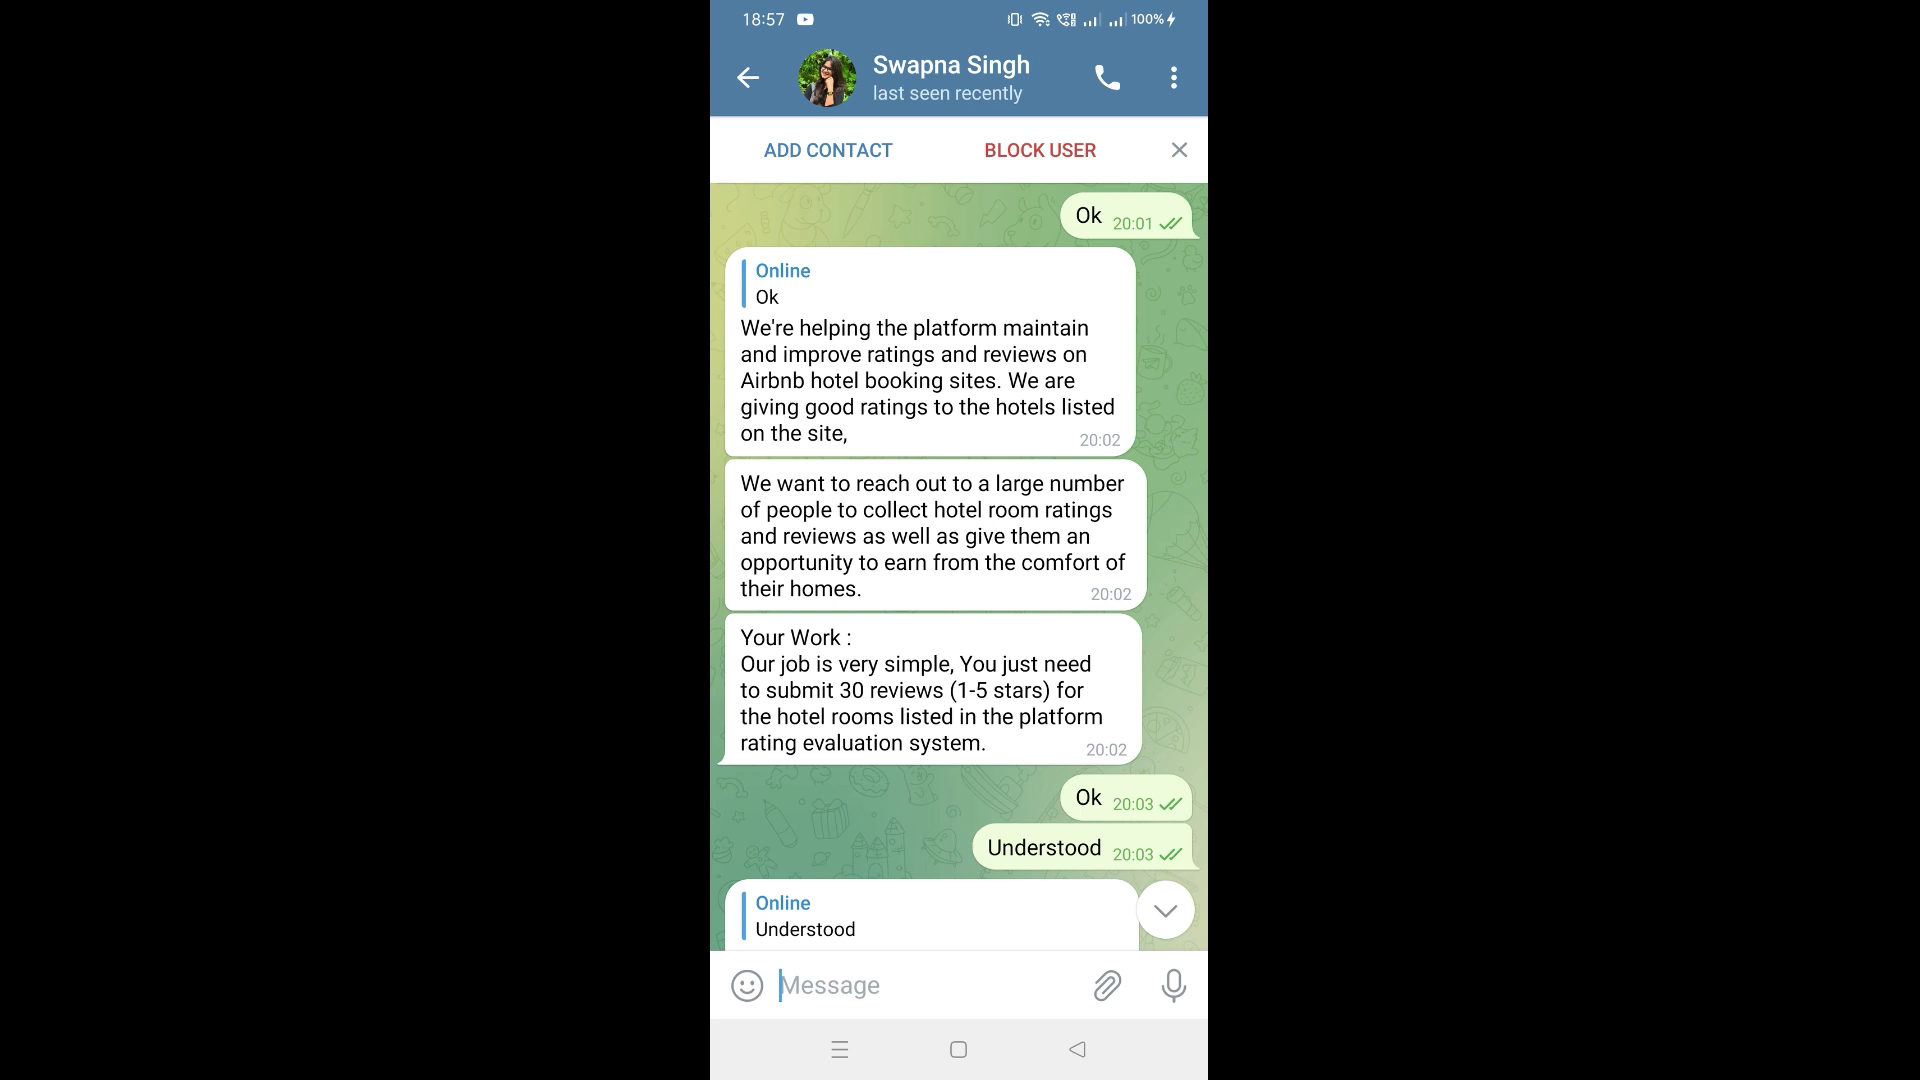 18:57
100%
Swapna Singh
last seen recently
ADD CONTACT
BLOCK USER
Ok
20:01
Online
Ok
We're helping the platform maintain
and improve ratings and reviews on
Airbnb hotel booking sites. We are
giving good ratings to the hotels listed
on the site,
20:02
We want to reach out to a large number
of people to collect hotel room ratings
and reviews as well as give them an
opportunity to earn from the comfort of
their homes.
20:02
Your Work :
Our job is very simple, You just need
to submit 30 reviews (1-5 stars) for
the hotel rooms listed in the platform
rating evaluation system.
20:02
Ok
20:03
Understood
20:03
Online
Understood
Message